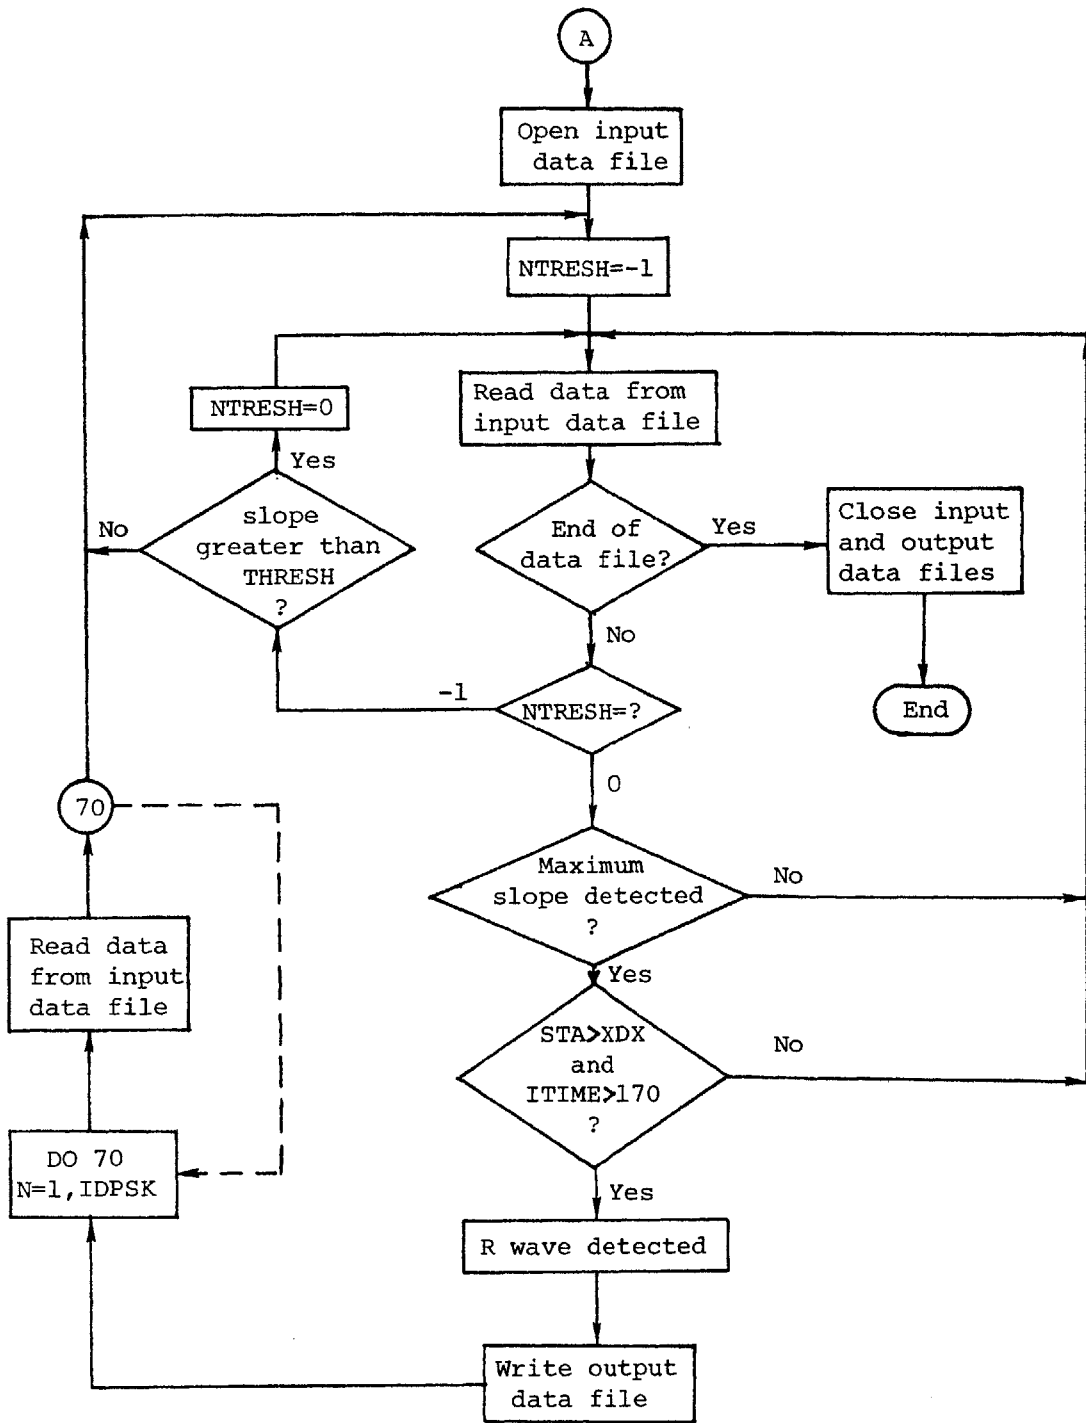 A
Open input
data file
NTRESH=-1
Read data from
input data file
NTRESH=0
Yes
No
slope
greater than
THRESH
?
End of
data file?
Yes
Close input
and output
data files
End
No
-1
NTRESH=?
0
70
Maximum
slope detected
?
No
Yes
Read data
from input
data file
STA>XDX
and
ITIME>170
?
No
Yes
DO 70
N=1,IDPSK
R wave detected
Write output
data file